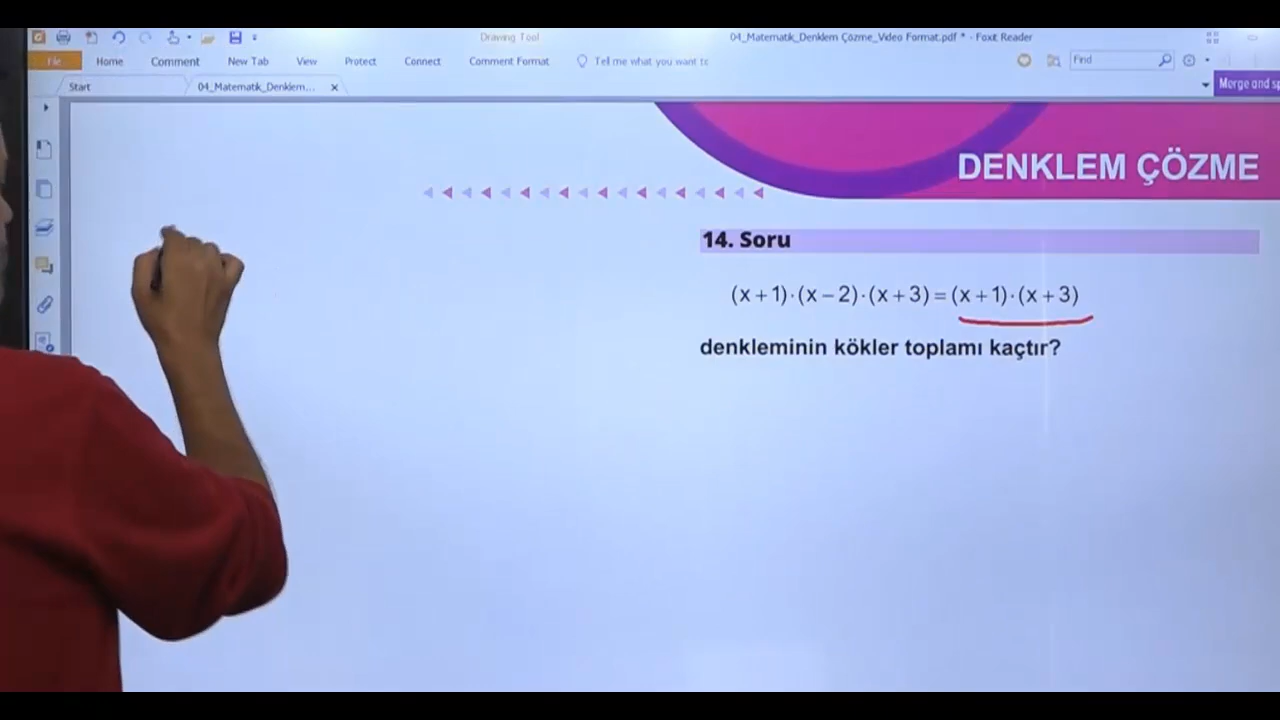 Drawing Tool
04_Matematik_Denklem Çözme_Video Format.pdf * - Foxit Reader
File
Home
Comment
New Tab
View
Protect
Connect
Comment Format
Tell me what you want to
Find
Start
04_Matematik_Denklem...
Merge and sp
DENKLEM ÇÖZME
14. Soru
(x + 1) · (x − 2) · (x + 3) = (x + 1) · (x + 3)
denkleminin kökler toplamı kaçtır?